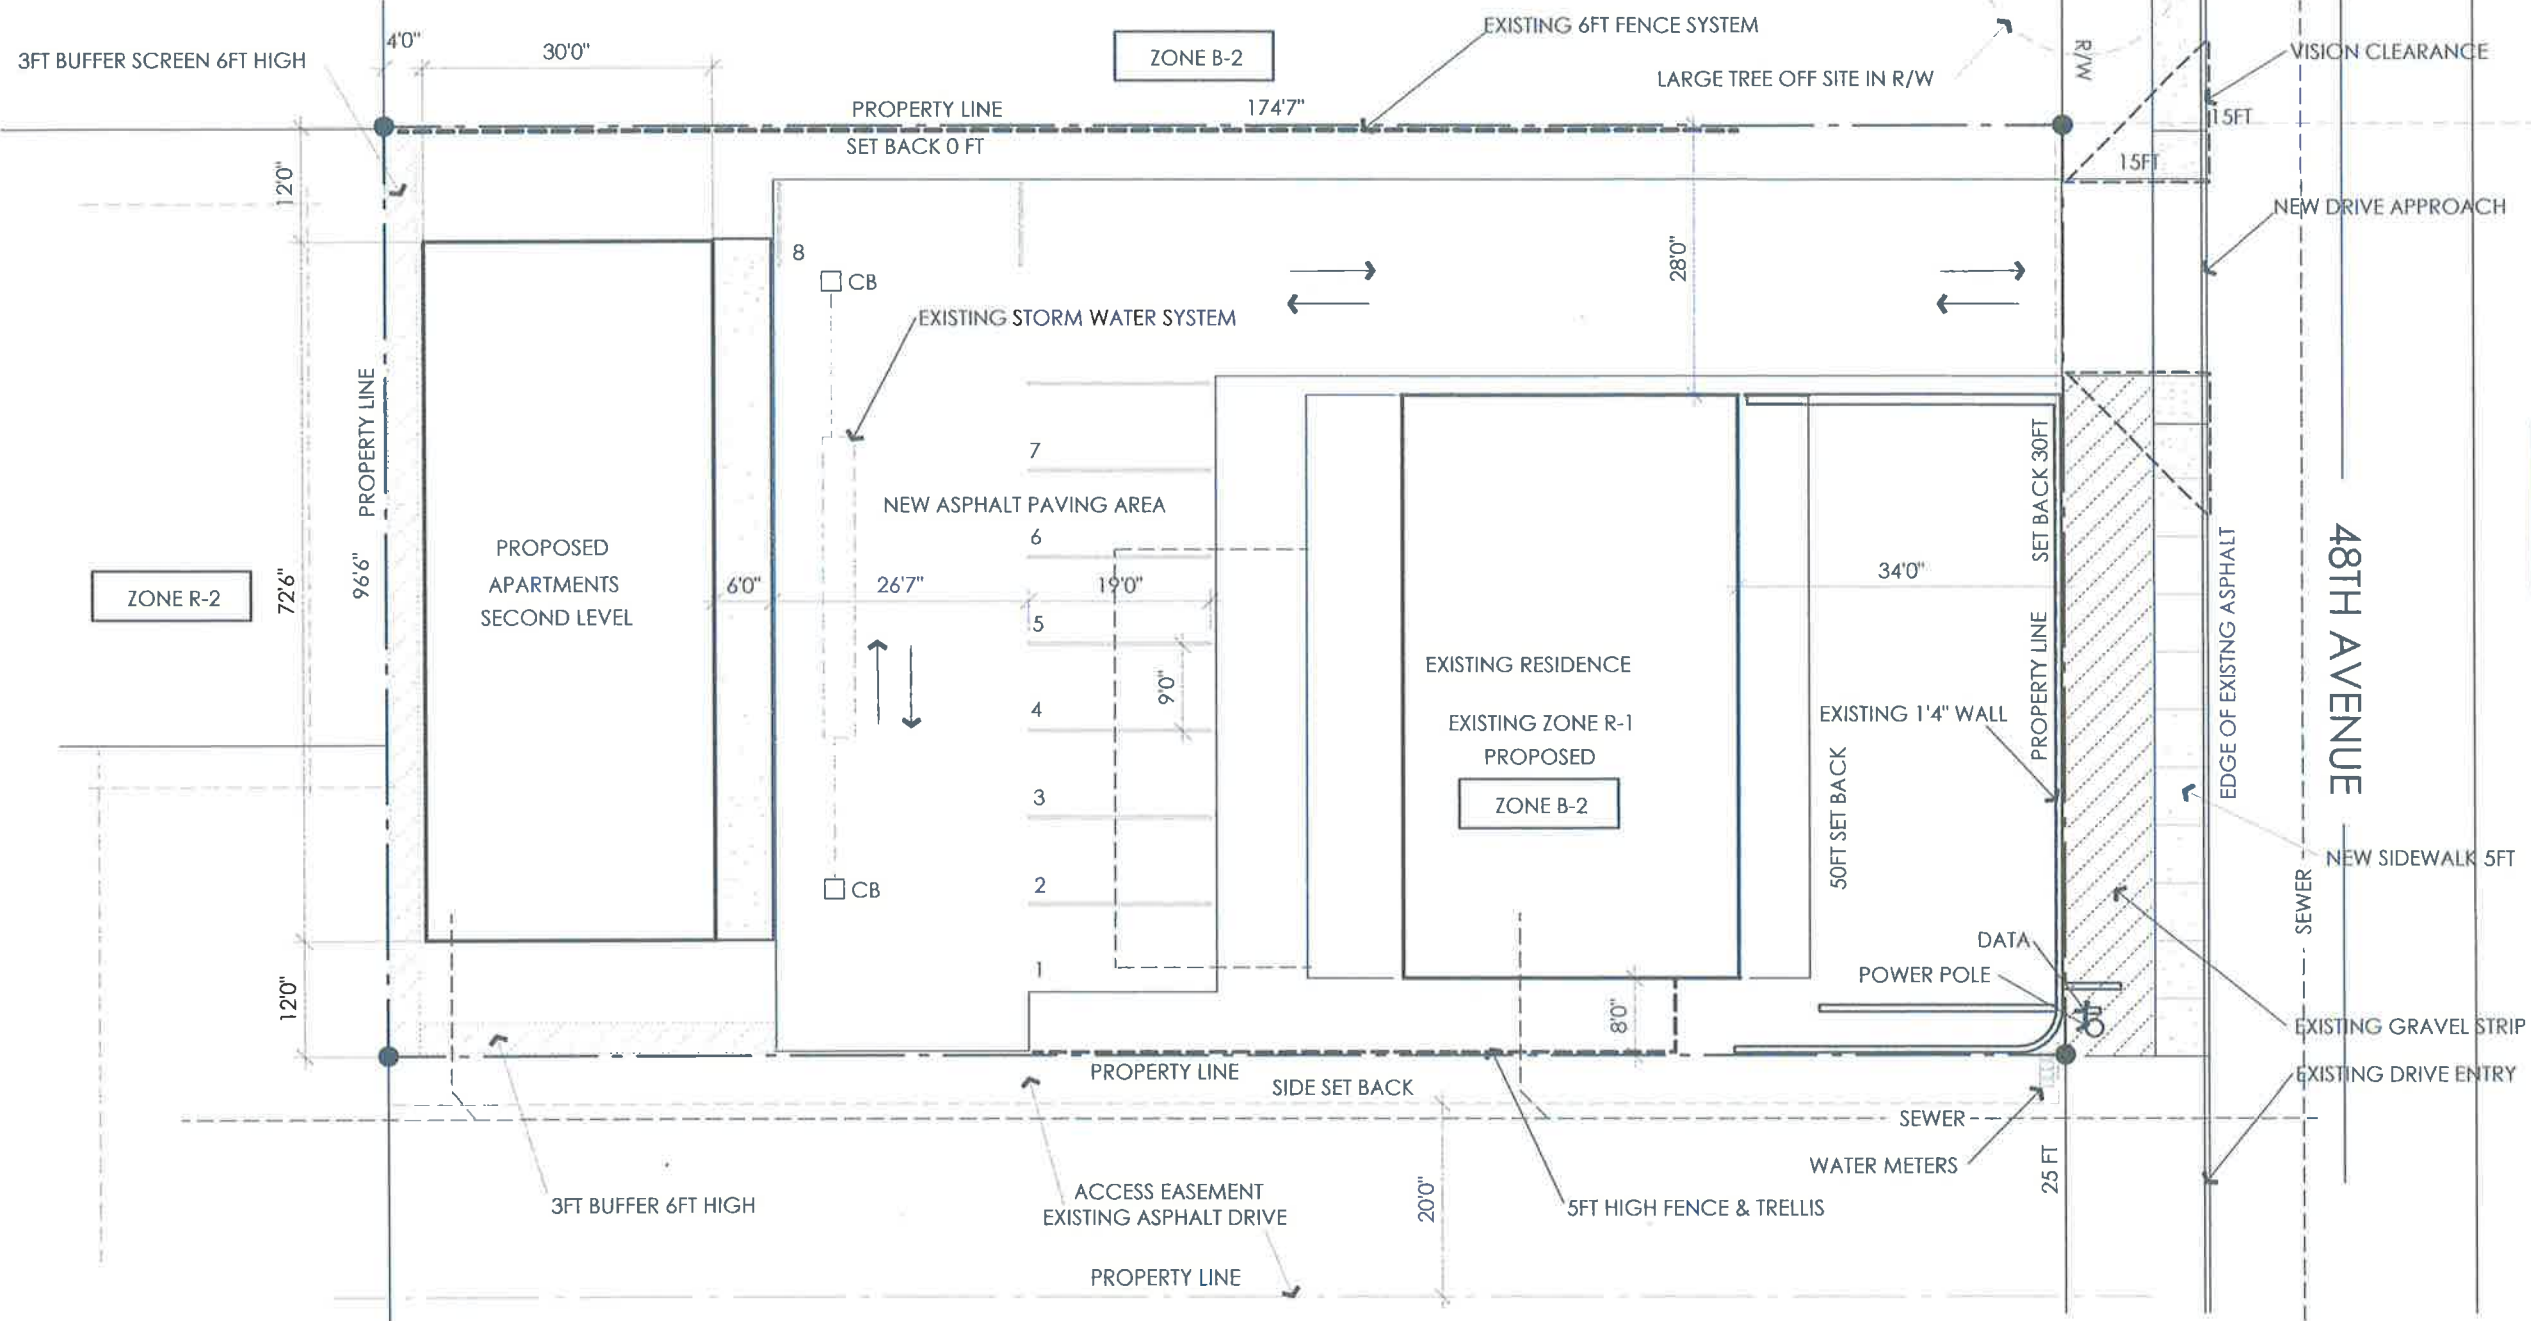 3FT BUFFER SCREEN 6FT HIGH
4'0"
30'0"
ZONE B-2
EXISTING 6FT FENCE SYSTEM
LARGE TREE OFF SITE IN R/W
R/W
VISION CLEARANCE
PROPERTY LINE
174'7"
SET BACK 0 FT
15FT
15FT
NEW DRIVE APPROACH
12'0"
8
CB
28'0"
EXISTING STORM WATER SYSTEM
PROPERTY LINE
96'6"
72'6"
ZONE R-2
PROPOSED
APARTMENTS
SECOND LEVEL
6'0"
26'7"
19'0"
NEW ASPHALT PAVING AREA
7
6
5
4
3
2
1
9'0"
CB
EXISTING RESIDENCE
EXISTING ZONE R-1
PROPOSED
ZONE B-2
34'0"
SET BACK 30FT
PROPERTY LINE
EXISTING 1'4" WALL
50FT SET BACK
EDGE OF EXISTNG ASPHALT
48TH AVENUE
NEW SIDEWALK 5FT
SEWER
DATA
POWER POLE
EXISTING GRAVEL STRIP
EXISTING DRIVE ENTRY
12'0"
8'0"
PROPERTY LINE
SIDE SET BACK
SEWER
WATER METERS
25 FT
3FT BUFFER 6FT HIGH
ACCESS EASEMENT
EXISTING ASPHALT DRIVE
20'0"
5FT HIGH FENCE & TRELLIS
PROPERTY LINE